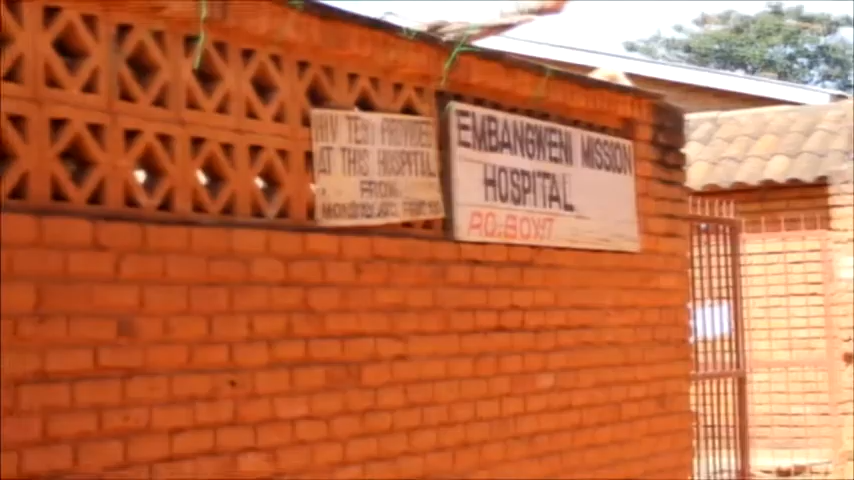 HIV TEST PROVIDED
AT THIS HOSPITAL
FROM
EMBANGWENI MISSION
HOSPITAL
P.O. BOX 7